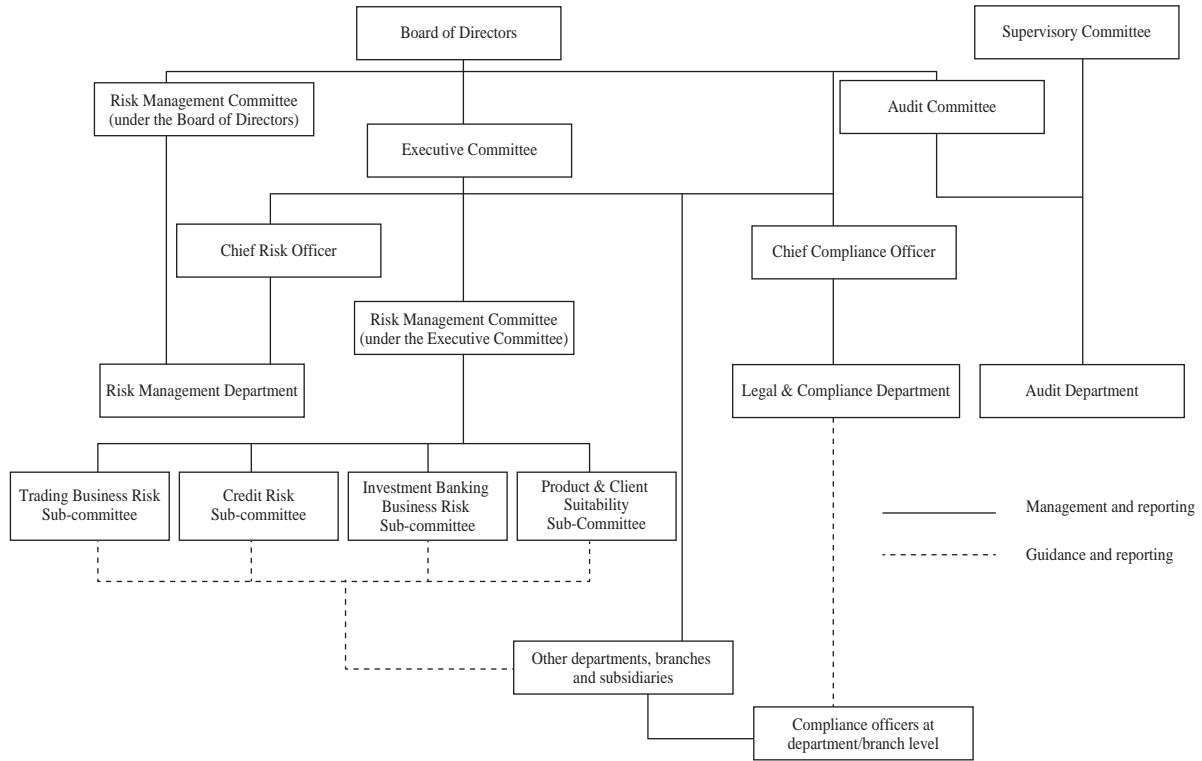 Board of Directors
Supervisory Committee
Risk Management Committee
(under the Board of Directors)
Audit Committee
Executive Committee
Chief Risk Officer
Chief Compliance Officer
Risk Management Committee
(under the Executive Committee)
Risk Management Department
Legal & Compliance Department
Audit Department
Trading Business Risk
Sub-committee
Credit Risk
Sub-committee
Investment Banking
Business Risk
Sub-committee
Product & Client
Suitability
Sub-Committee
Management and reporting
Guidance and reporting
Other departments, branches
and subsidiaries
Compliance officers at
department/branch level